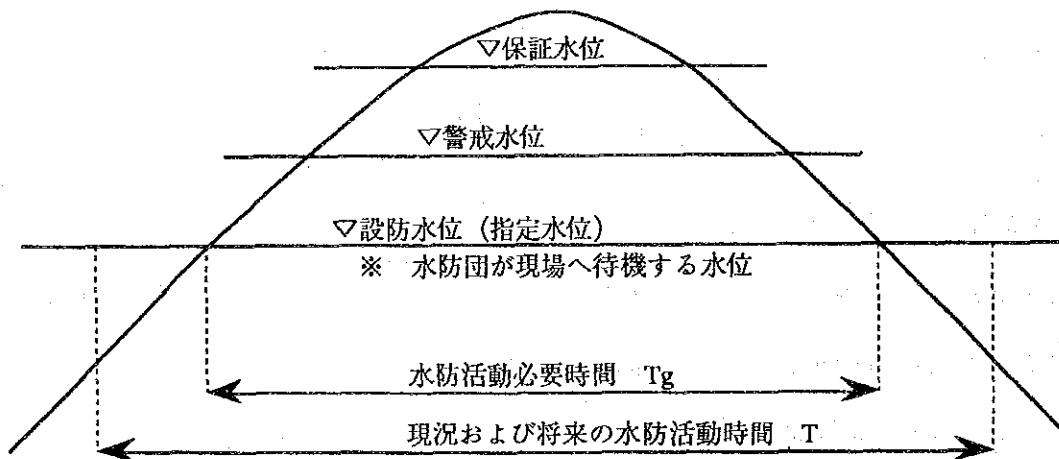 ▽保証水位
▽警戒水位
▽設防水位（指定水位）
※　水防団が現場へ待機する水位
水防活動必要時間　Tg
現況および将来の水防活動時間　T